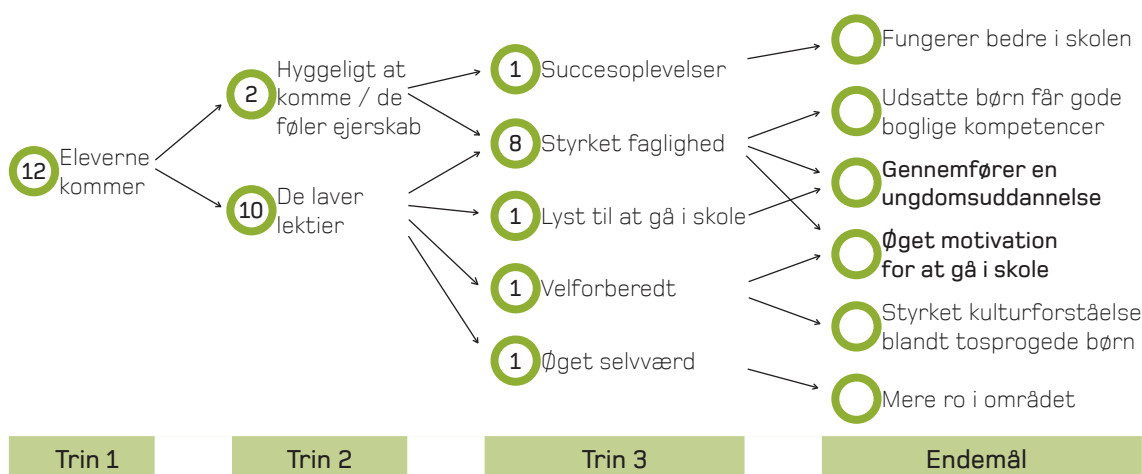 12
Eleverne
kommer
2
Hyggeligt at
komme / de
føler ejerskab
10
De laver
lektier
1
Succesoplevelser
8
Styrket faglighed
1
Lyst til at gå i skole
1
Velforberedt
1
Øget selvværd
Fungerer bedre i skolen
Udsatte børn får gode
boglige kompetencer
Gennemfører en
ungdomsuddannelse
Øget motivation
for at gå i skole
Styrket kulturforståelse
blandt tosprogede børn
Mere ro i området
Trin 1
Trin 2
Trin 3
Endemål